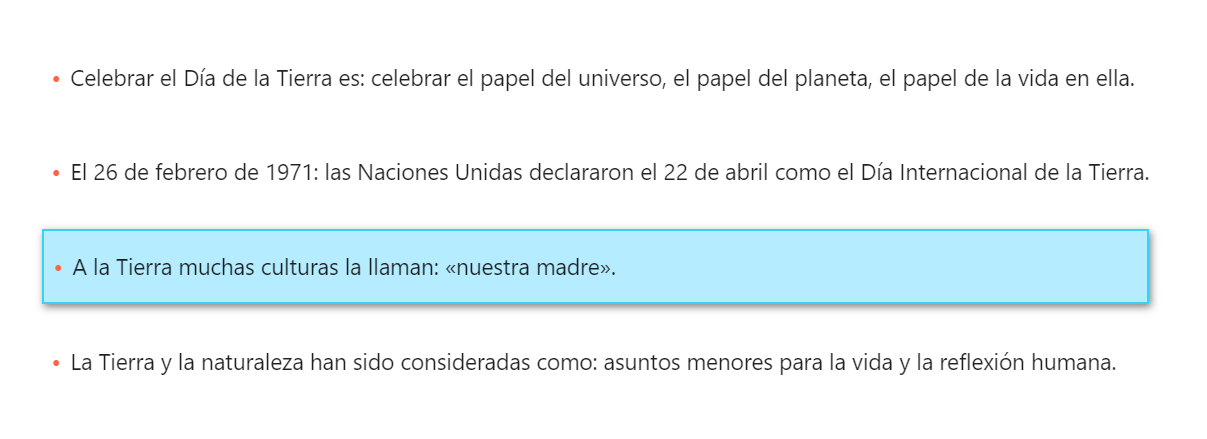 • Celebrar el Día de la Tierra es: celebrar el papel del universo, el papel del planeta, el papel de la vida en ella.
• El 26 de febrero de 1971: las Naciones Unidas declararon el 22 de abril como el Día Internacional de la Tierra.
• A la Tierra muchas culturas la llaman: «nuestra madre».
• La Tierra y la naturaleza han sido consideradas como: asuntos menores para la vida y la reflexión humana.